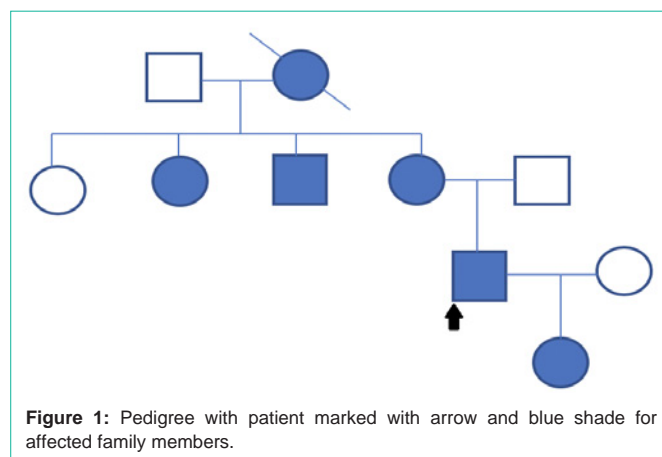 Figure 1: Pedigree with patient marked with arrow and blue shade for
affected family members.